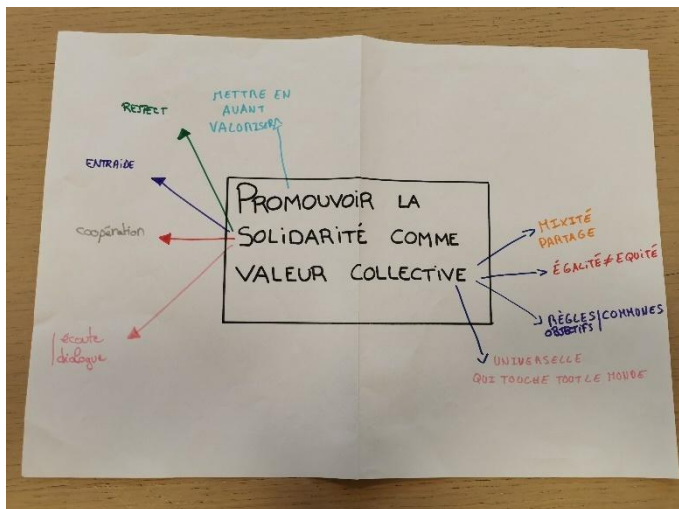 METTRE EN
AVANT
VALORISER
RESPECT
ENTRAIDE
coopération
écoute
dialogue
PROMOUVOIR LA
SOLIDARITÉ COMME
VALEUR COLLECTIVE
MIXITÉ
PARTAGE
ÉGALITÉ ≠ EQUITÉ
RÈGLES/COMMUNES
OBJECTIFS
UNIVERSELLE
QUI TOUCHE TOUT LE MONDE